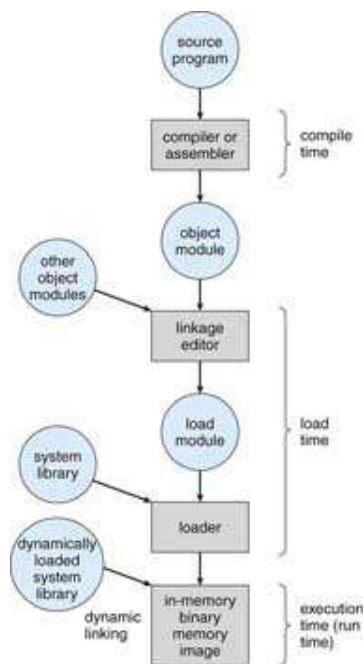 source
program
compiler or
assembler
compile
time
object
module
other
object
modules
linkage
editor
load
module
load
time
system
library
loader
dynamically
loaded
system
library
dynamic
linking
in-memory
binary
memory
image
execution
time (run
time)